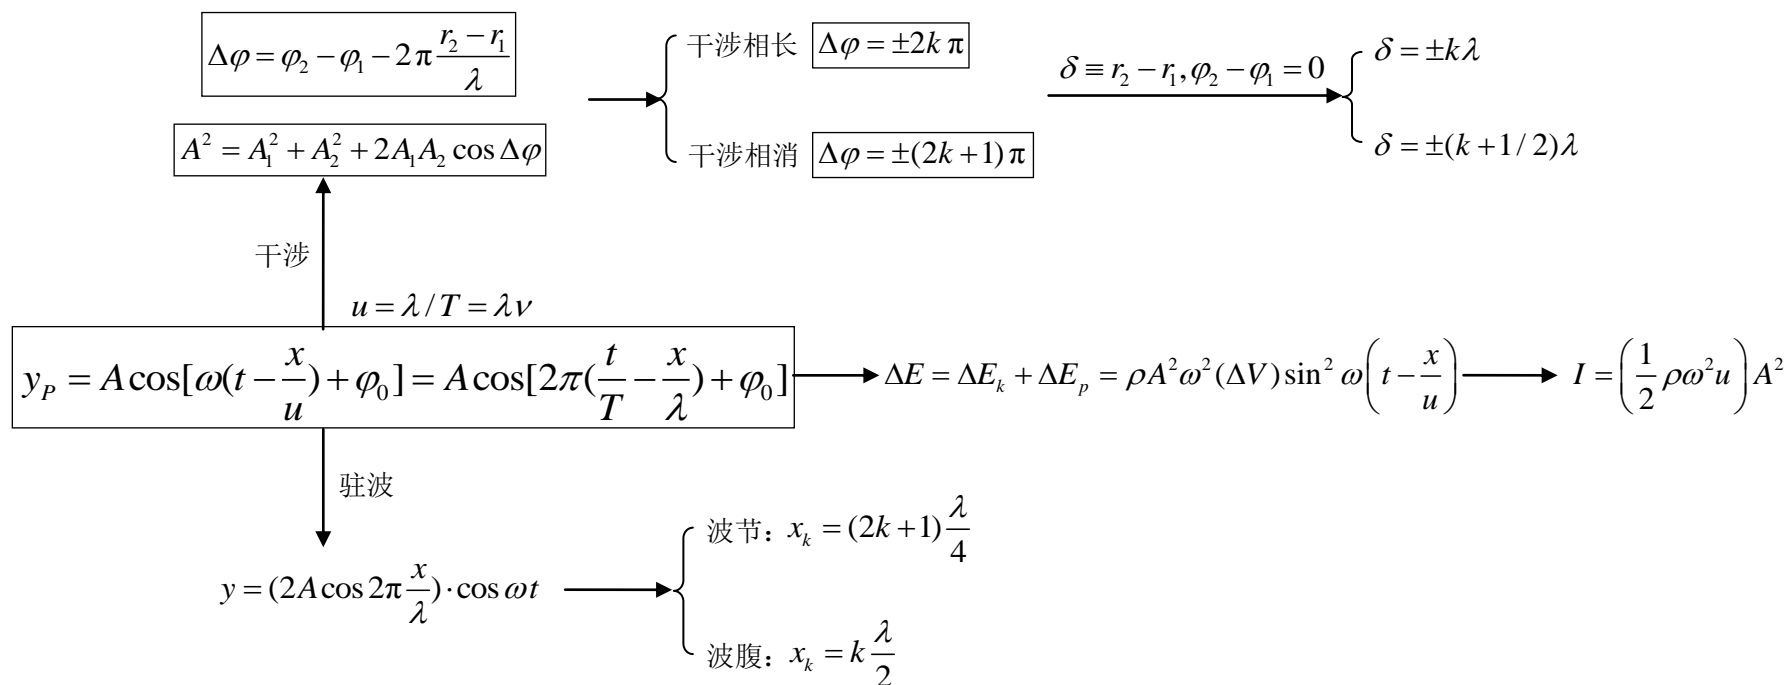 Δφ = φ₂ − φ₁ − 2π (r₂ − r₁)/λ
A² = A₁² + A₂² + 2A₁A₂ cos Δφ
干涉相长 Δφ = ±2kπ
干涉相消 Δφ = ±(2k+1)π
δ ≡ r₂ − r₁, φ₂ − φ₁ = 0
δ = ±kλ
δ = ±(k+1/2)λ
干涉
u = λ/T = λν
y_P = A cos[ω(t − x/u) + φ₀] = A cos[2π(t/T − x/λ) + φ₀]
ΔE = ΔE_k + ΔE_p = ρA²ω²(ΔV) sin² ω(t − x/u)
I = (1/2 ρω²u) A²
驻波
y = (2A cos 2π x/λ)·cos ωt
波节：x_k = (2k+1) λ/4
波腹：x_k = k λ/2